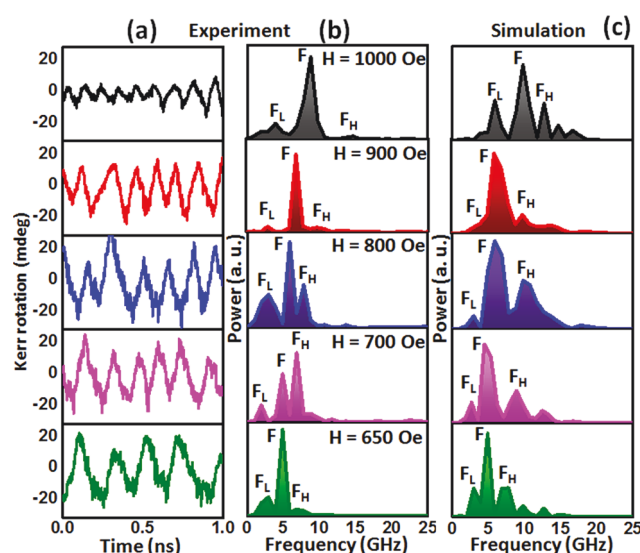 (a) Experiment (b) Simulation (c)
Kerr rotation (mdeg)
20
0
-20
20
0
-20
20
0
-20
20
0
-20
20
0
-20
0.0 0.5 1.0
Time (ns)
Power (a. u.)
F H = 1000 Oe
F_L F_H
F H = 900 Oe
F_L F_H
F H = 800 Oe
F_L F_H
F H = 700 Oe
F_L F_H
F H = 650 Oe
F_L F_H
0 5 10 15 20 25
Frequency (GHz)
Power (a. u.)
F
F_L F_H
F
F_L F_H
F
F_L F_H
F
F_L F_H
F
F_L F_H
0 5 10 15 20 25
Frequency (GHz)